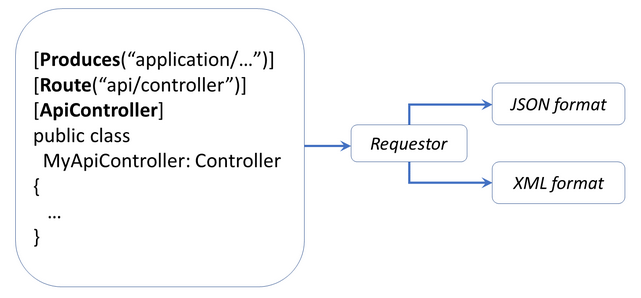 [Produces(“application/…”)]
[Route(“api/controller”)]
[ApiController]
public class
MyApiController: Controller
{
…
}
Requestor
JSON format
XML format